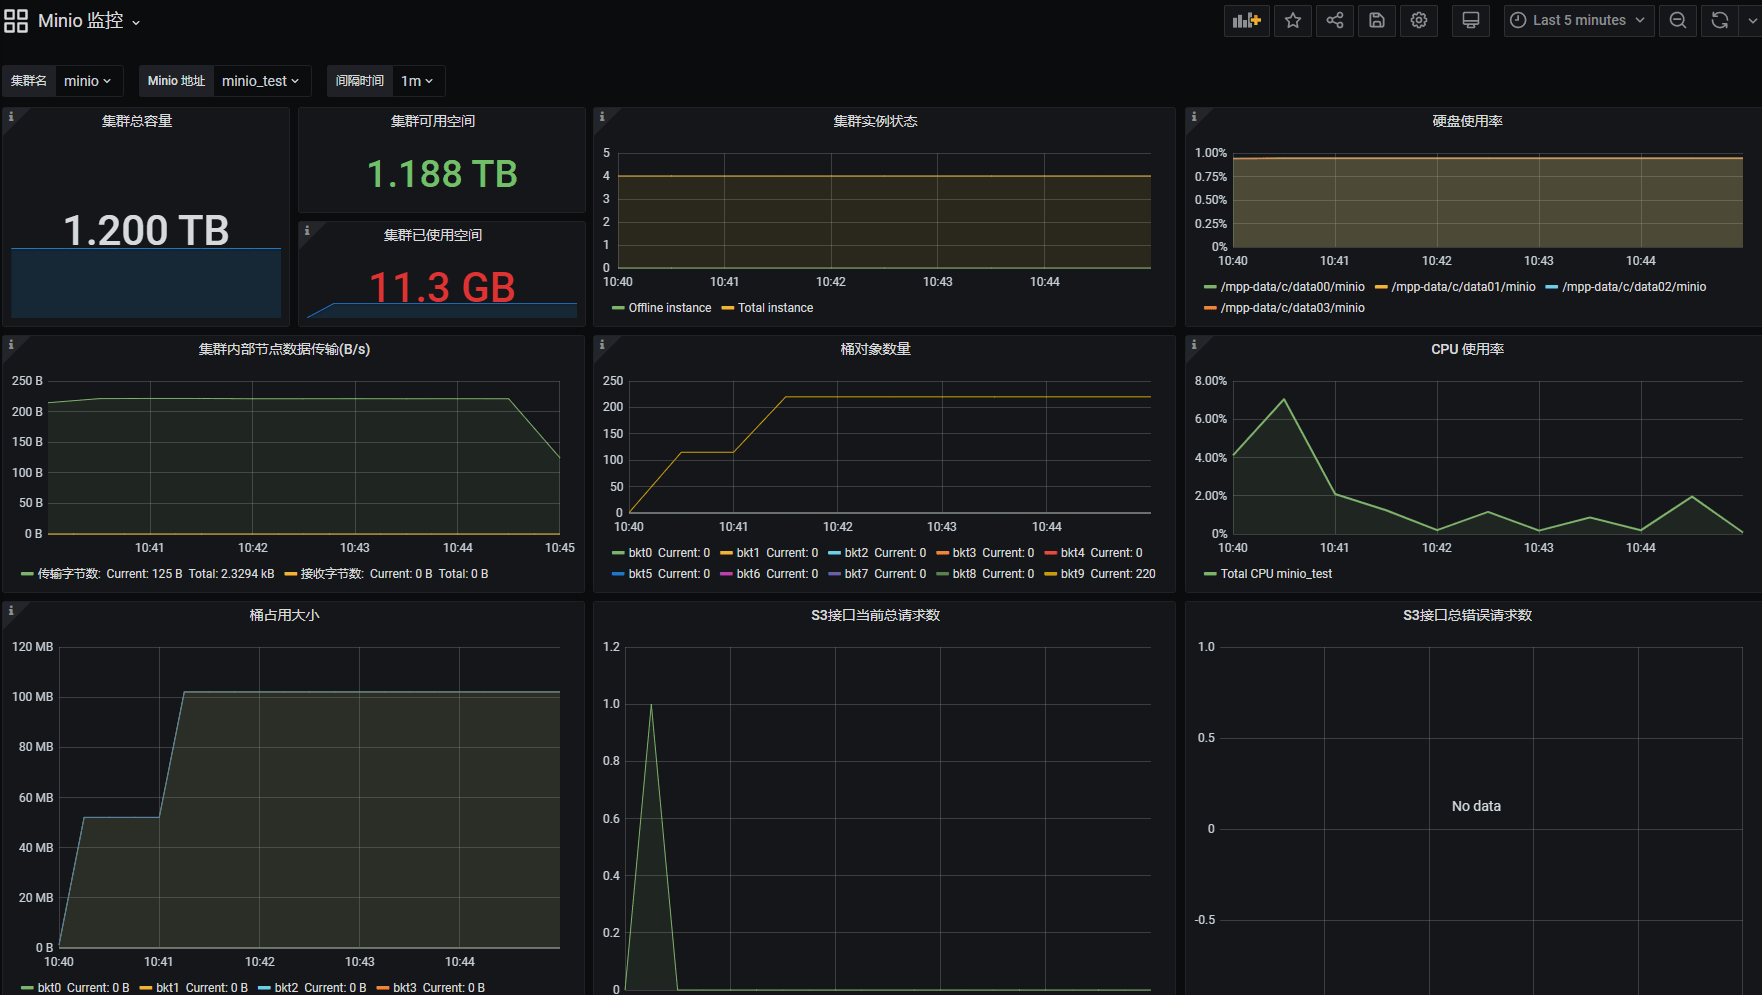 Minio 监控
Last 5 minutes
集群名 minio
Minio 地址 minio_test
间隔时间 1m
集群总容量
1.200 TB
集群可用空间
1.188 TB
集群已使用空间
11.3 GB
集群实例状态
5
4
3
2
1
0
10:40 10:41 10:42 10:43 10:44
Offline instance Total instance
硬盘使用率
1.00%
0.75%
0.50%
0.25%
0%
10:40 10:41 10:42 10:43 10:44
/mpp-data/c/data00/minio /mpp-data/c/data01/minio /mpp-data/c/data02/minio
/mpp-data/c/data03/minio
集群内部节点数据传输(B/s)
250 B
200 B
150 B
100 B
50 B
0 B
10:41 10:42 10:43 10:44 10:45
传输字节数: Current: 125 B Total: 2.3294 kB 接收字节数: Current: 0 B Total: 0 B
桶对象数量
250
200
150
100
50
0
10:40 10:41 10:42 10:43 10:44
bkt0 Current: 0 bkt1 Current: 0 bkt2 Current: 0 bkt3 Current: 0 bkt4 Current: 0
bkt5 Current: 0 bkt6 Current: 0 bkt7 Current: 0 bkt8 Current: 0 bkt9 Current: 220
CPU 使用率
8.00%
6.00%
4.00%
2.00%
0%
10:40 10:41 10:42 10:43 10:44
Total CPU minio_test
桶占用大小
120 MB
100 MB
80 MB
60 MB
40 MB
20 MB
0 B
10:40 10:41 10:42 10:43 10:44
bkt0 Current: 0 B bkt1 Current: 0 B bkt2 Current: 0 B bkt3 Current: 0 B
S3接口当前总请求数
1.2
1.0
0.8
0.6
0.4
0.2
0
S3接口总错误请求数
1.0
0.5
0
-0.5
No data